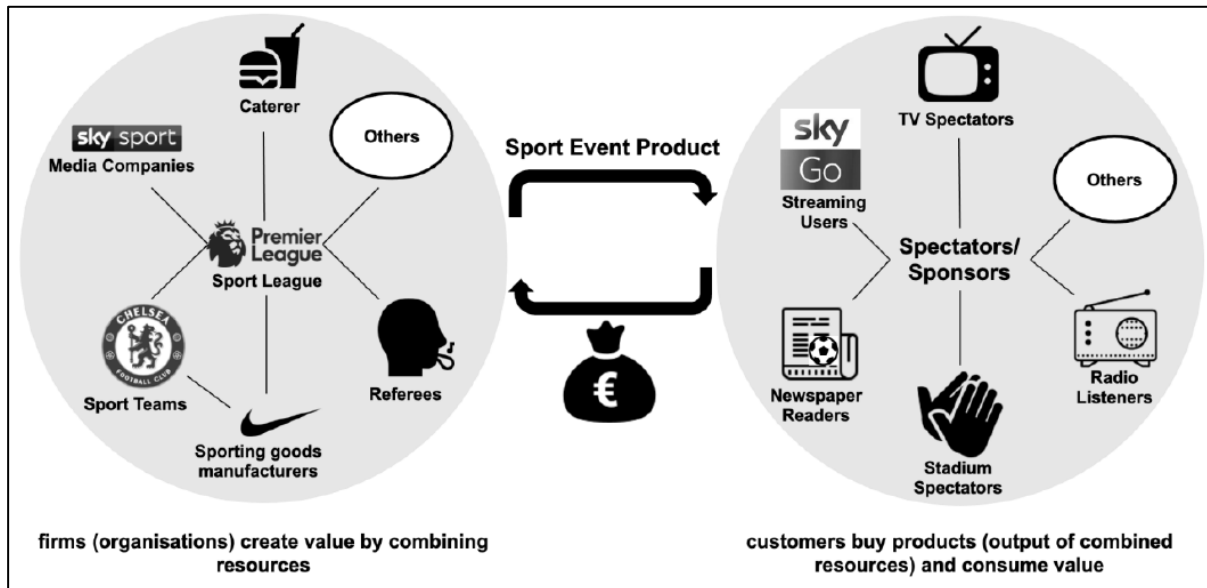 Caterer
sky sport
Media Companies
Others
Premier
League
Sport League
CHELSEA
FOOTBALL CLUB
Sport Teams
Referees
Sporting goods
manufacturers
firms (organisations) create value by combining
resources
Sport Event Product
€
TV Spectators
sky
Go
Streaming
Users
Others
Spectators/
Sponsors
Newspaper
Readers
Radio
Listeners
Stadium
Spectators
customers buy products (output of combined
resources) and consume value